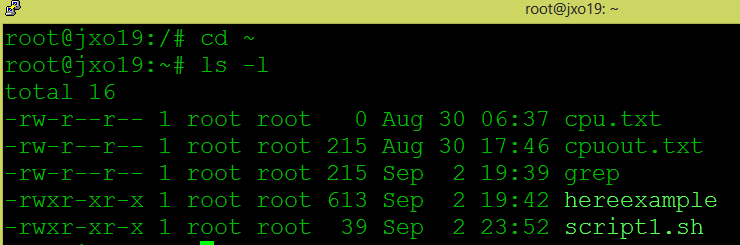 root@jxo19: ~
root@jxo19:/# cd ~
root@jxo19:~# ls -l
total 16
-rw-r--r-- 1 root root   0 Aug 30 06:37 cpu.txt
-rw-r--r-- 1 root root 215 Aug 30 17:46 cpuout.txt
-rw-r--r-- 1 root root 215 Sep  2 19:39 grep
-rwxr-xr-x 1 root root 613 Sep  2 19:42 hereexample
-rwxr-xr-x 1 root root  39 Sep  2 23:52 script1.sh